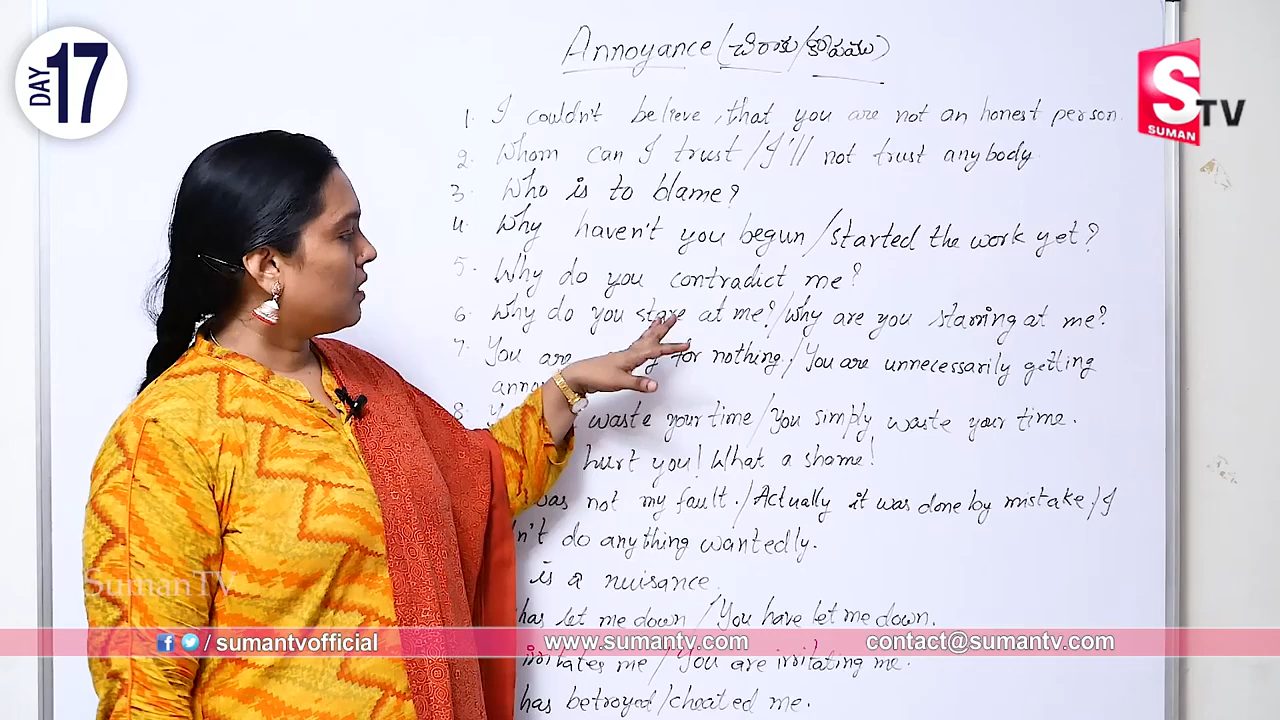 DAY 17
Annoyance (చిరాకు/కోపము)
S TV
SUMAN
1. I couldn't believe, that you are not an honest person.
2. Whom can I trust/I'll not trust anybody
3. Who is to blame?
4. Why haven't you begun/started the work yet?
5. Why do you contradict me?
6. Why do you stare at me?/Why are you starring at me?
7. You are for nothing./You are unnecessarily getting
8. waste your time/you simply waste your time.
hurt you! What a shame!
was not my fault./Actually it was done by mistake/I
n't do anything wantedly.
is a nuisance.
has let me down/You have let me down.
SumanTV
/sumantvofficial www.sumantv.com contact@sumantv.com
irritates me/You are irritating me.
has betrayed/cheated me.